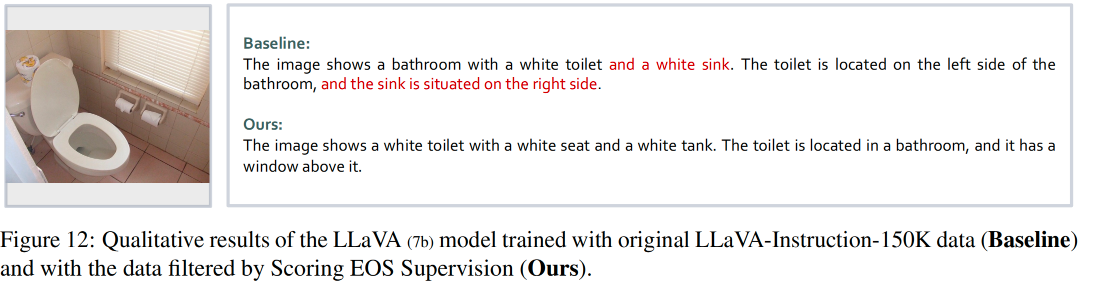 Baseline:
The image shows a bathroom with a white toilet and a white sink. The toilet is located on the left side of the
bathroom, and the sink is situated on the right side.
Ours:
The image shows a white toilet with a white seat and a white tank. The toilet is located in a bathroom, and it has a
window above it.
Figure 12: Qualitative results of the LLaVA (7b) model trained with original LLaVA-Instruction-150K data (Baseline)
and with the data filtered by Scoring EOS Supervision (Ours).